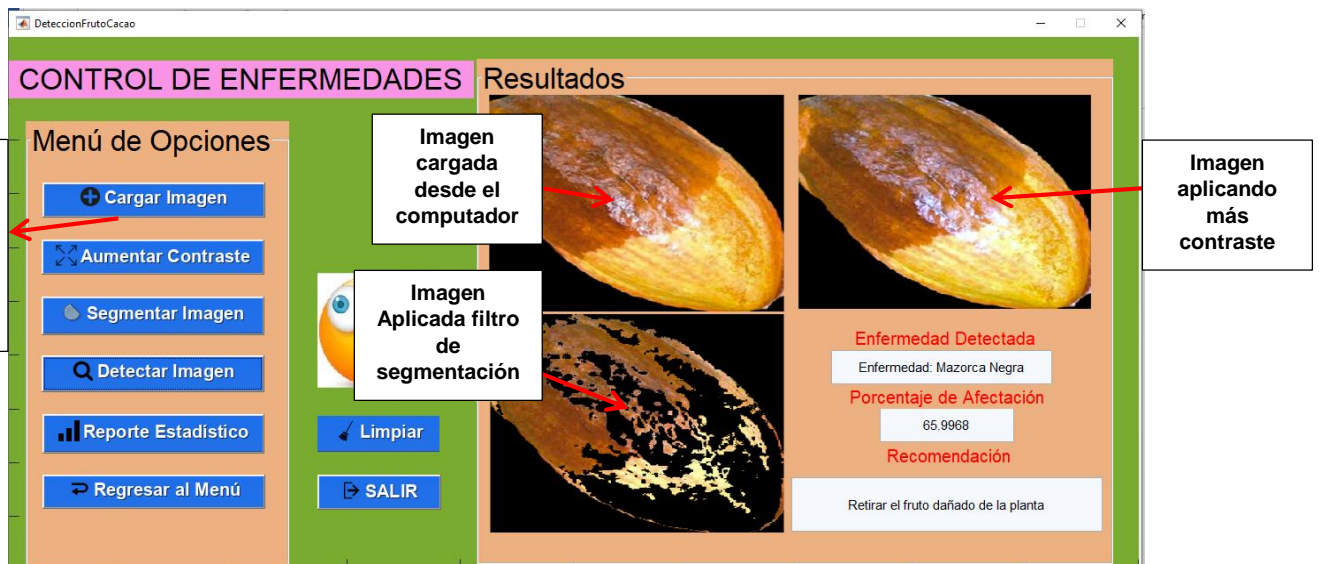 DeteccionFrutoCacao
CONTROL DE ENFERMEDADES
Menú de Opciones
Cargar Imagen
Aumentar Contraste
Segmentar Imagen
Detectar Imagen
Reporte Estadístico
Regresar al Menú
Limpiar
SALIR
Resultados
Imagen
cargada
desde el
computador
Imagen
aplicando
más
contraste
Imagen
Aplicada filtro
de
segmentación
Enfermedad Detectada
Enfermedad: Mazorca Negra
Porcentaje de Afectación
65.9968
Recomendación
Retirar el fruto dañado de la planta